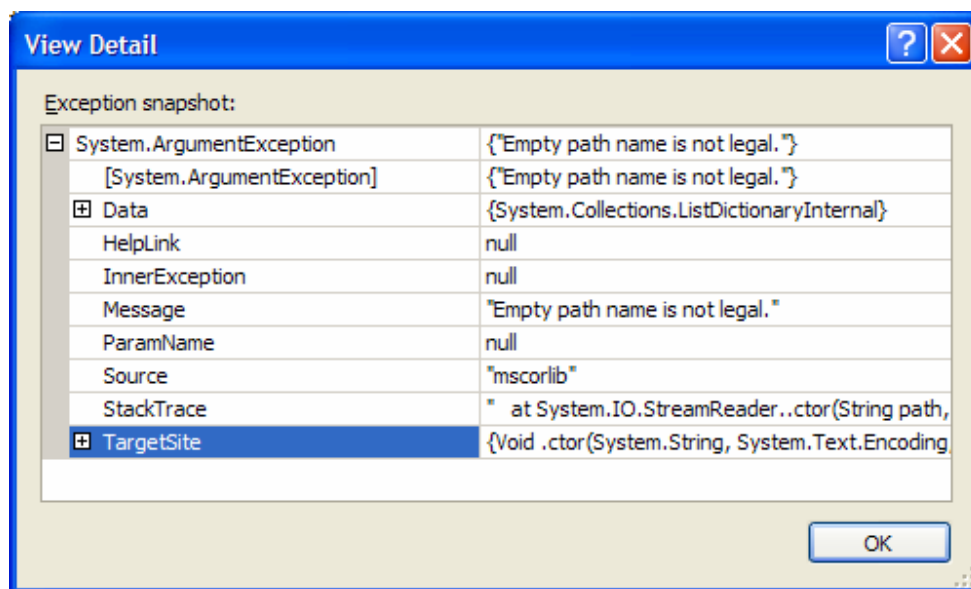 View Detail
Exception snapshot:
System.ArgumentException {"Empty path name is not legal."}
[System.ArgumentException] {"Empty path name is not legal."}
Data {System.Collections.ListDictionaryInternal}
HelpLink null
InnerException null
Message "Empty path name is not legal."
ParamName null
Source "mscorlib"
StackTrace "   at System.IO.StreamReader..ctor(String path,
TargetSite {Void .ctor(System.String, System.Text.Encoding,
OK